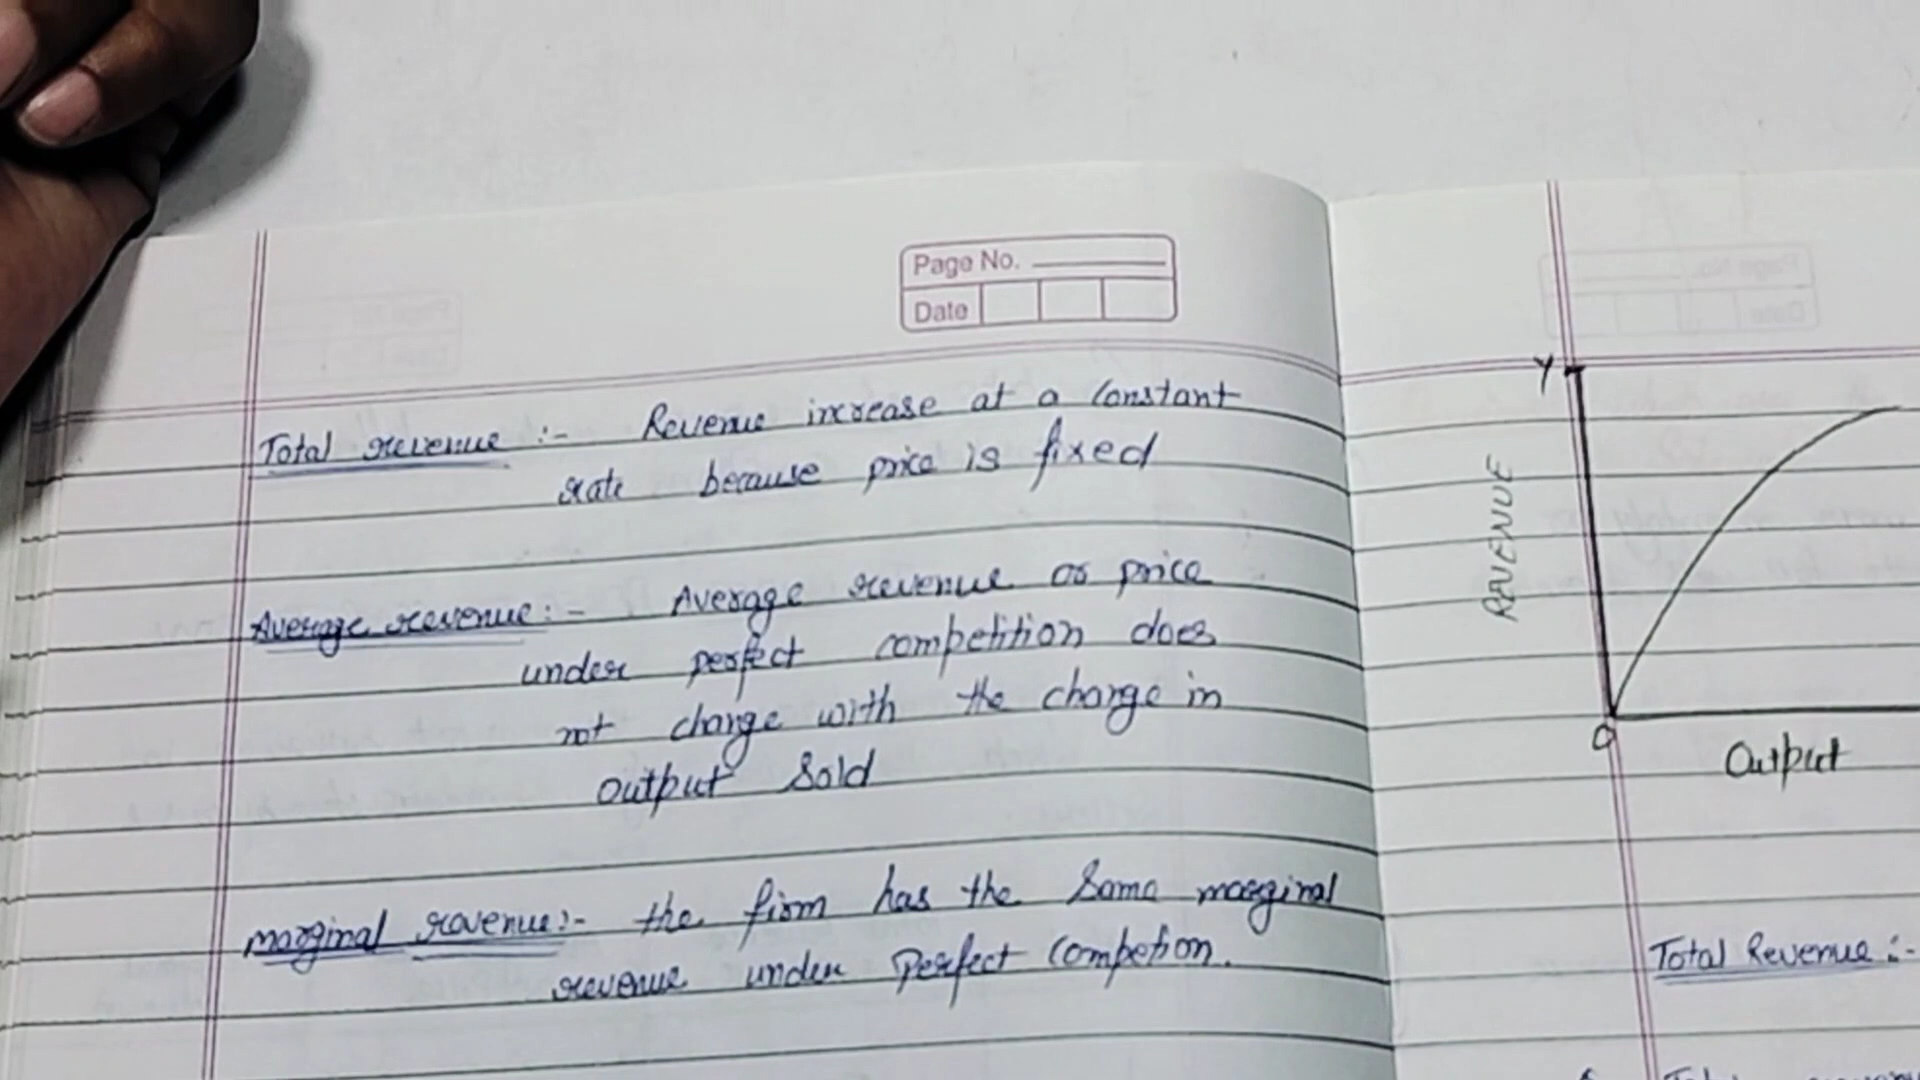 Page No.
Date
Total revenue :- Revenue increase at a constant
rate because price is fixed
Average revenue :- Average revenue or price
under perfect competition does
not charge with the charge in
output Sold
marginal revenue :- the firm has the Same marginal
revenue under Perfect Competion.
Y
REVENUE
O
Output
Total Revenue :-